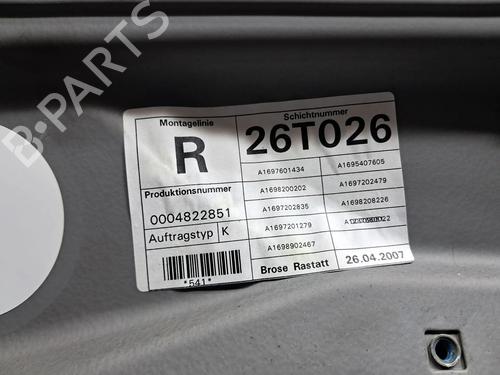 B-PARTS
Montagelinie
R
Schichtnummer
26T026
Produktionsnummer
0004822851
Auftragstyp K
*541*
A1697601434 A1695407605
A1698200202 A1697202479
A1697202835 A1698208226
A1697201279
A1698902467
Brose Rastatt 26.04.2007